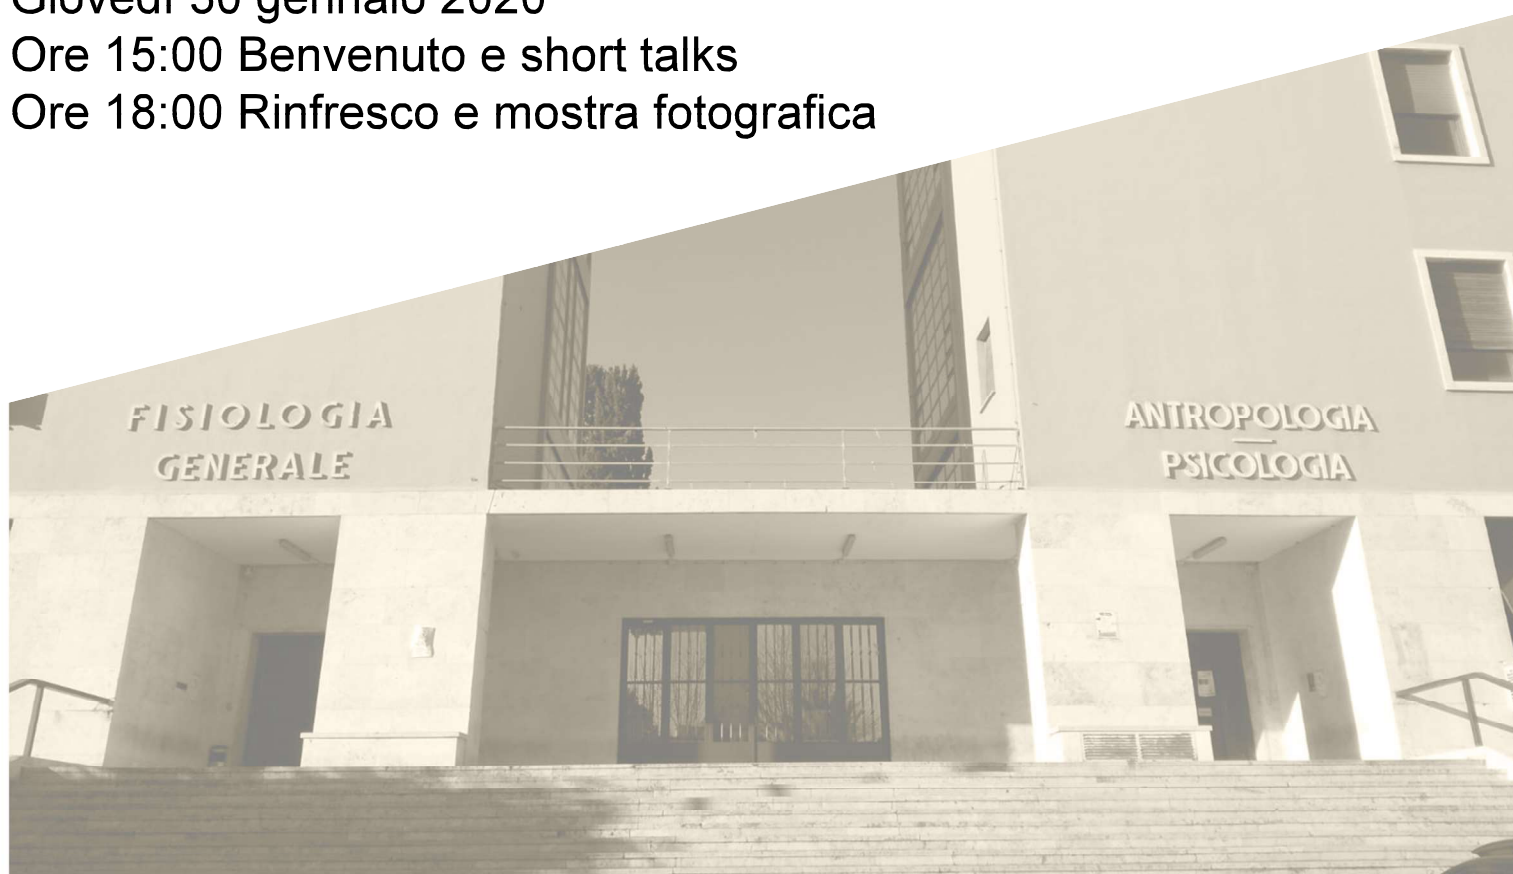 Giovedì 30 gennaio 2020
Ore 15:00 Benvenuto e short talks
Ore 18:00 Rinfresco e mostra fotografica
FISIOLOGIA
GENERALE
ANTROPOLOGIA
PSICOLOGIA